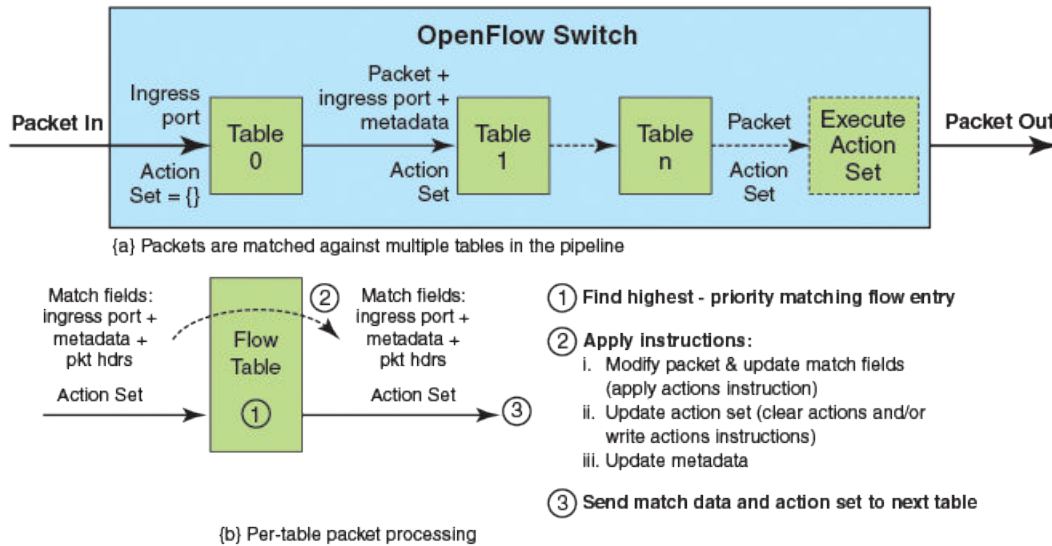 OpenFlow Switch
Packet In
Ingress
port
Action
Set = {}
Table
0
Packet +
ingress port +
metadata
Action
Set
Table
1
Table
n
Packet
Action
Set
Execute
Action
Set
Packet Out
{a} Packets are matched against multiple tables in the pipeline
Match fields:
ingress port +
metadata +
pkt hdrs
Action Set
Flow
Table
1
2
Match fields:
ingress port +
metadata +
pkt hdrs
Action Set
3
1 Find highest - priority matching flow entry
2 Apply instructions:
i. Modify packet & update match fields
(apply actions instruction)
ii. Update action set (clear actions and/or
write actions instructions)
iii. Update metadata
3 Send match data and action set to next table
{b} Per-table packet processing